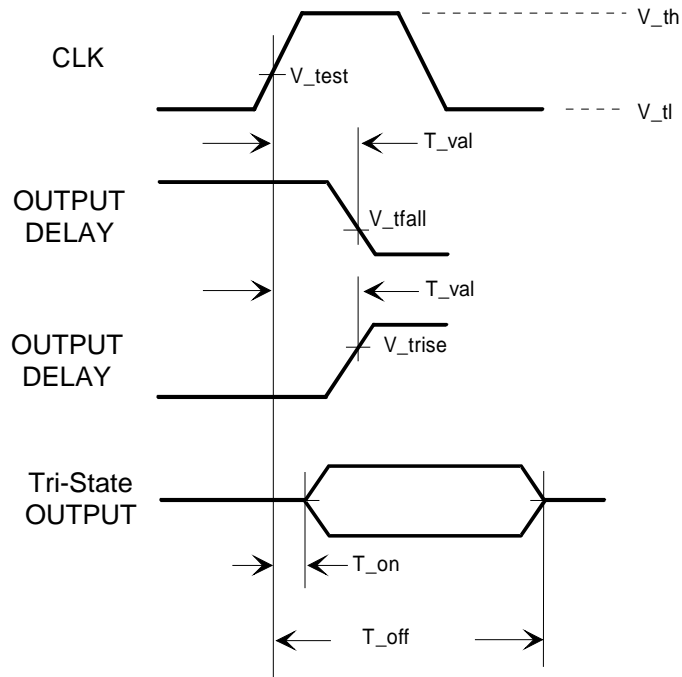 V_th
CLK
V_test
V_tl
T_val
OUTPUT
DELAY
V_tfall
T_val
OUTPUT
DELAY
V_trise
Tri-State
OUTPUT
T_on
T_off